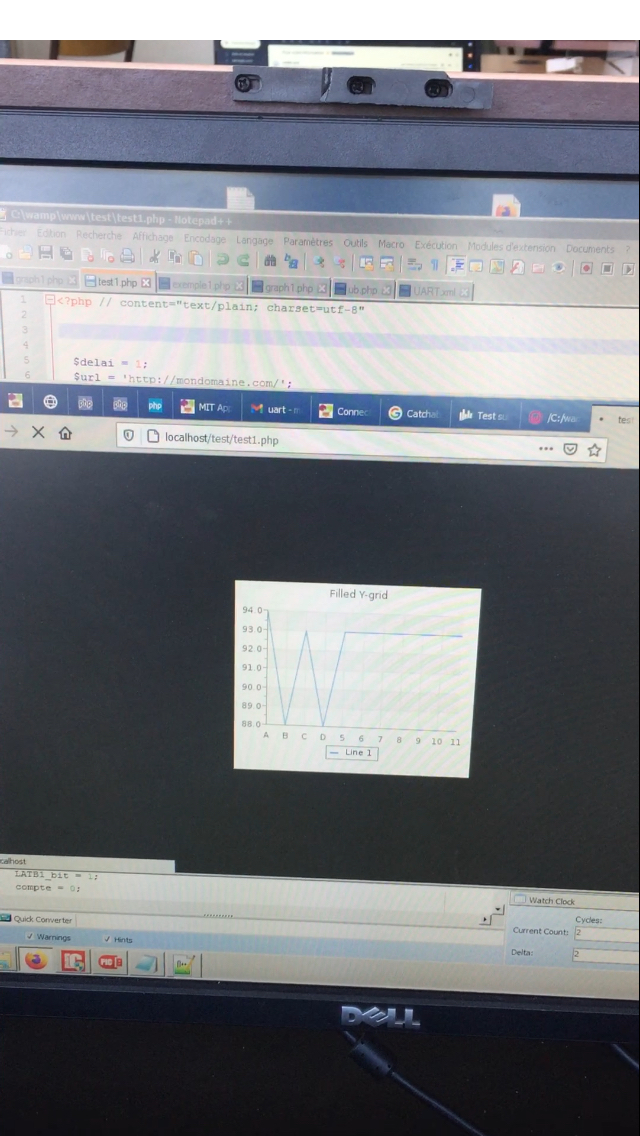 C:\wamp\www\test\test1.php - Notepad++
Fichier Edition Recherche Affichage Encodage Langage Paramètres Outils Macro Exécution Modules d'extension Documents ?
graph1.php test1.php example1.php graph1.php ub.php UART.xml
1 <?php // content="text/plain; charset=utf-8"
2
3
4
5 $delai = 1;
6 $url = 'http://mondomaine.com/';
php MIT Ap uart - m Connec Catcha Test su /C:/wa test
localhost/test/test1.php
Filled Y-grid
94.0
93.0
92.0
91.0
90.0
89.0
88.0
A B C D 5 6 7 8 9 10 11
Line 1
calhost
LATB1_bit = 1;
compte = 0;
Watch Clock
Quick Converter
Cycles:
Current Count: 2
Warnings Hints
Delta: 2
DELL